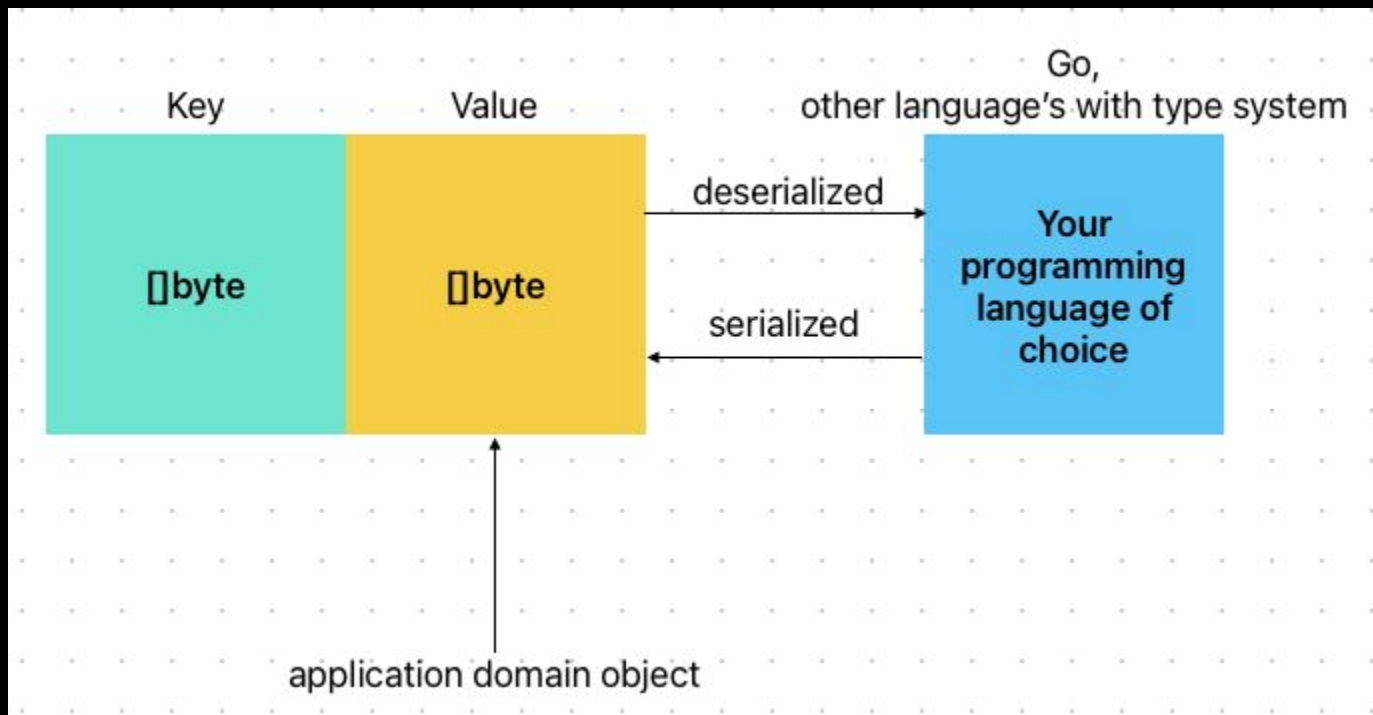 Go,
other language's with type system
Key
Value
deserialized
serialized
[]byte
[]byte
Your
programming
language of
choice
application domain object